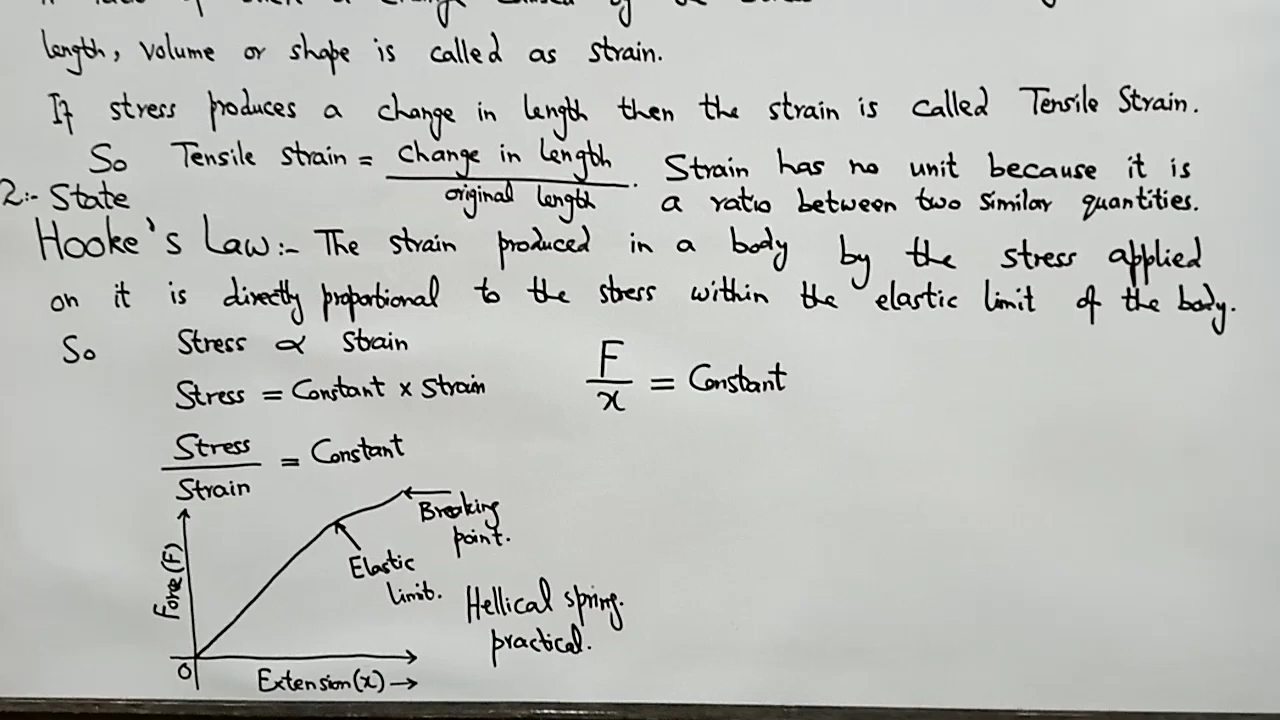 length, volume or shape is called as strain.
If stress produces a change in length then the strain is called Tensile Strain.
So Tensile strain = Change in length / original length. Strain has no unit because it is
a ratio between two similar quantities.
2:- State
Hooke's Law:- The strain produced in a body by the stress applied
on it is directly proportional to the stress within the elastic limit of the body.
So Stress ∝ Strain
Stress = Constant × Strain
F / x = Constant
Stress / Strain = Constant
Breaking
point.
Elastic
limit.
Force (F)
Hellical spring.
practical.
O
Extension (x) →